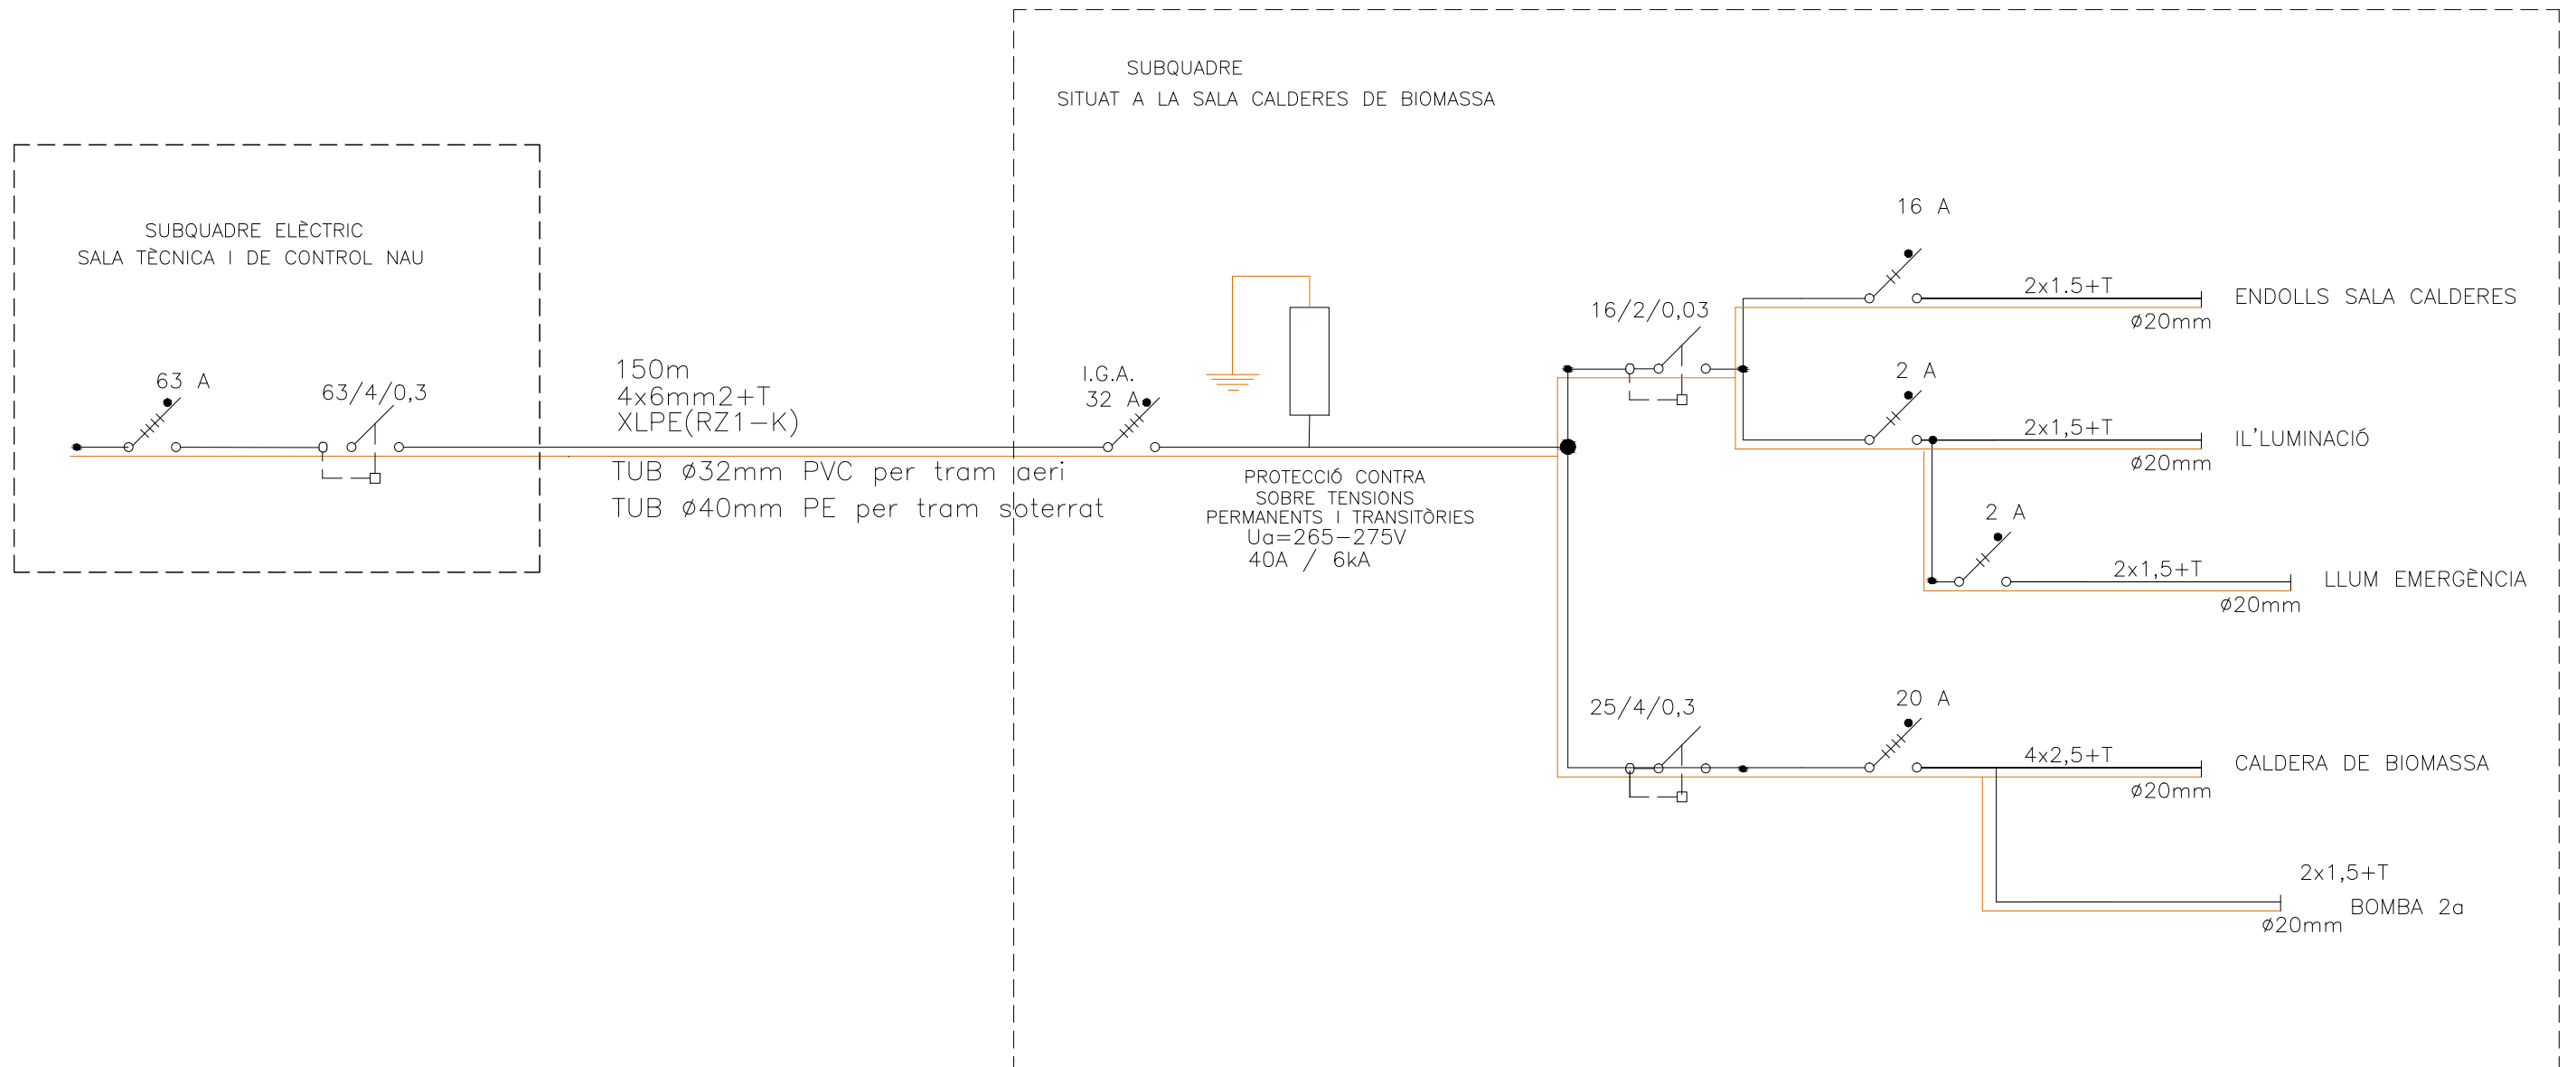 SUBQUADRE
SITUAT A LA SALA CALDERES DE BIOMASSA
SUBQUADRE ELÈCTRIC
SALA TÈCNICA I DE CONTROL NAU
63 A
63/4/0,3
150m
4x6mm2+T
XLPE(RZ1-K)
TUB ø32mm PVC per tram aeri
TUB ø40mm PE per tram soterrat
I.G.A.
32 A
PROTECCIÓ CONTRA
SOBRE TENSIONS
PERMANENTS I TRANSITÒRIES
Ua=265-275V
40A / 6kA
16/2/0,03
16 A
2x1.5+T
ø20mm
ENDOLLS SALA CALDERES
2 A
2x1,5+T
ø20mm
IL'LUMINACIÓ
2 A
2x1,5+T
ø20mm
LLUM EMERGÈNCIA
25/4/0,3
20 A
4x2,5+T
ø20mm
CALDERA DE BIOMASSA
2x1,5+T
BOMBA 2a
ø20mm